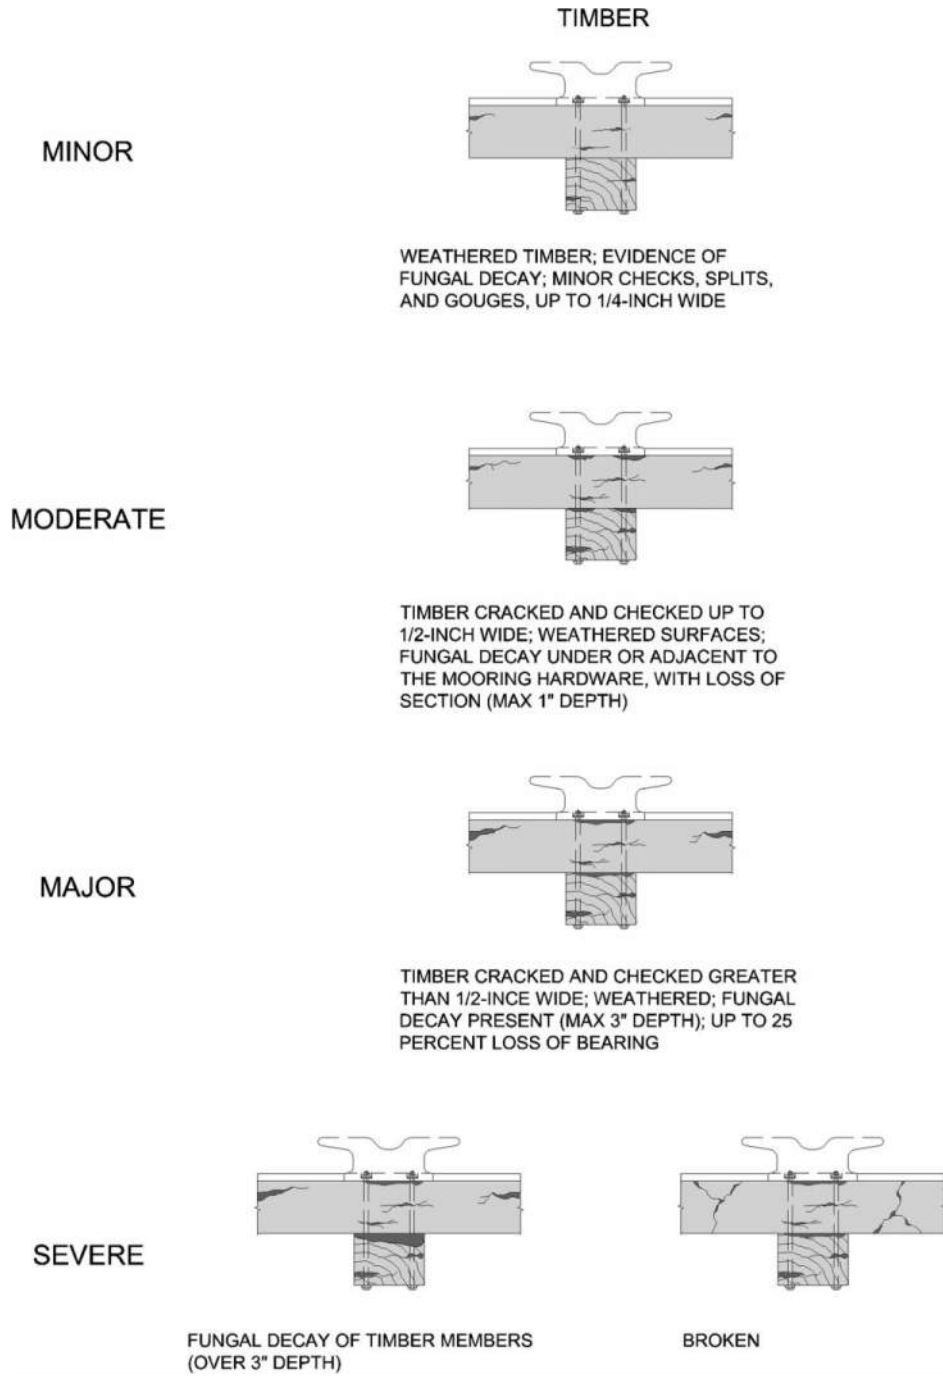 TIMBER
MINOR
WEATHERED TIMBER; EVIDENCE OF
FUNGAL DECAY; MINOR CHECKS, SPLITS,
AND GOUGES, UP TO 1/4-INCH WIDE
MODERATE
TIMBER CRACKED AND CHECKED UP TO
1/2-INCH WIDE; WEATHERED SURFACES;
FUNGAL DECAY UNDER OR ADJACENT TO
THE MOORING HARDWARE, WITH LOSS OF
SECTION (MAX 1" DEPTH)
MAJOR
TIMBER CRACKED AND CHECKED GREATER
THAN 1/2-INCE WIDE; WEATHERED; FUNGAL
DECAY PRESENT (MAX 3" DEPTH); UP TO 25
PERCENT LOSS OF BEARING
SEVERE
FUNGAL DECAY OF TIMBER MEMBERS
(OVER 3" DEPTH)
BROKEN